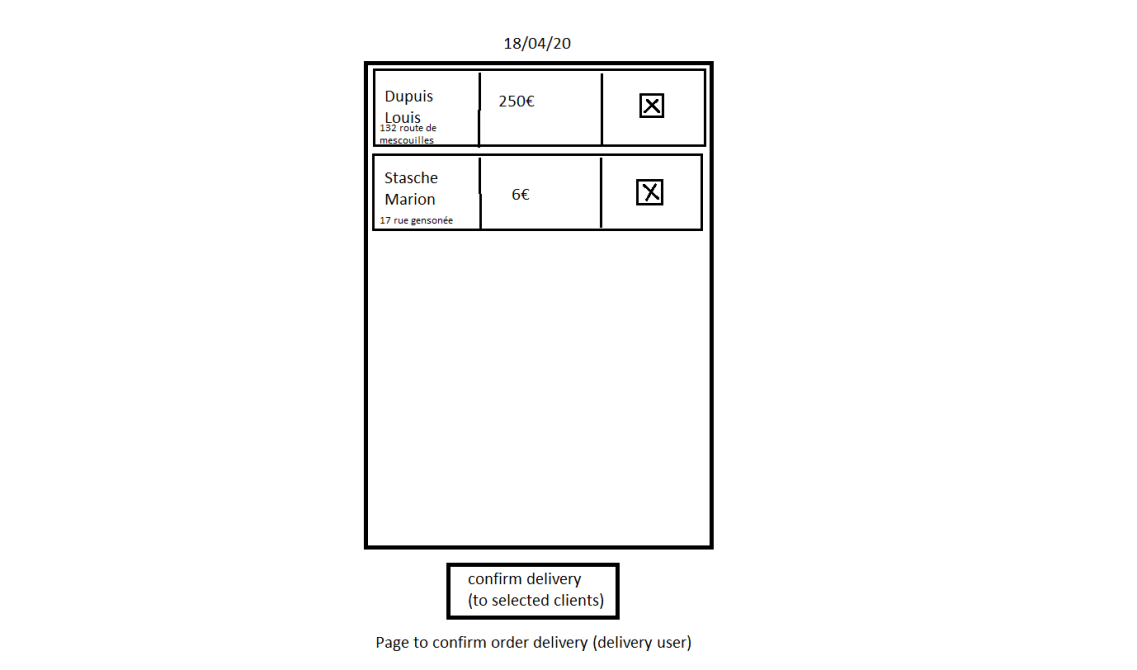 18/04/20
Dupuis
Louis
132 route de
mescouilles
250€
Stasche
Marion
17 rue gensonée
6€
confirm delivery
(to selected clients)
Page to confirm order delivery (delivery user)